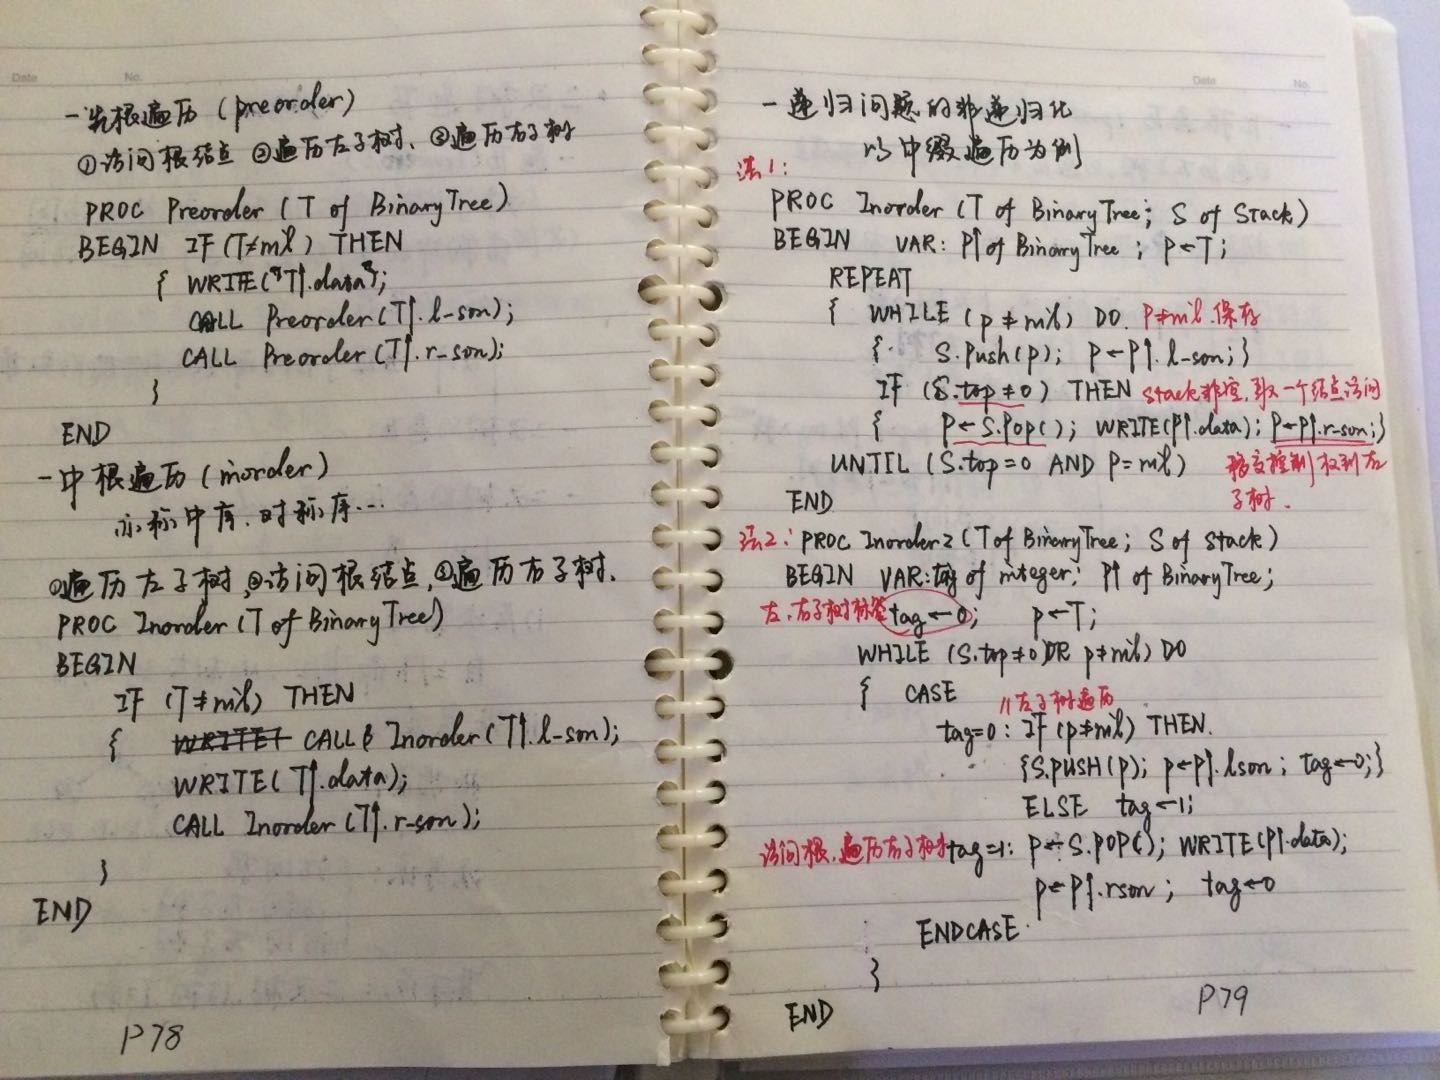 Date No.
一先根遍历 (preorder)
①访问根结点 ②遍历左子树、③遍历右子树
PROC Preorder (T of BinaryTree)
BEGIN IF (T≠nil) THEN
{ WRITE("T↑.data");
CALL Preorder(T↑.l-son);
CALL Preorder(T↑.r-son);
}
END
一中根遍历 (inorder)
亦称中序、对称序…
①遍历左子树,②访问根结点,③遍历右子树.
PROC Inorder (T of BinaryTree)
BEGIN
IF (T≠nil) THEN
{ CALL Inorder(T↑.l-son);
WRITE(T↑.data);
CALL Inorder(T↑.r-son);
}
END
P78
Date No.
一递归问题的非递归化
以中缀遍历为例
法1:
PROC Inorder (T of BinaryTree; S of Stack)
BEGIN VAR: P↑ of BinaryTree; P←T;
REPEAT
{ WHILE (p≠nil) DO. P≠nil.保存
{ S.Push(p); P←P↑.l-son;}
IF (S.top≠0) THEN stack非空,取一个结点访问
{ P←S.Pop(); WRITE(P↑.data); P←P↑.r-son;}
UNTIL (S.top=0 AND P=nil) 移交控制权到右
子树.
END
法2: PROC Inorder2 (T of BinaryTree; S of stack)
BEGIN VAR:tag of integer; P↑ of BinaryTree;
左、右子树标签 tag←0; p←T;
WHILE (S.top≠0 OR p≠nil) DO
{ CASE //左子树遍历
tag=0: IF (p≠nil) THEN.
{S.PUSH(p); p←p↑.lson; tag←0;}
ELSE tag←1;
访问根,遍历右子树 tag=1: p←S.POP(); WRITE(P↑.data);
p←P↑.rson; tag←0
ENDCASE.
}
END
P79